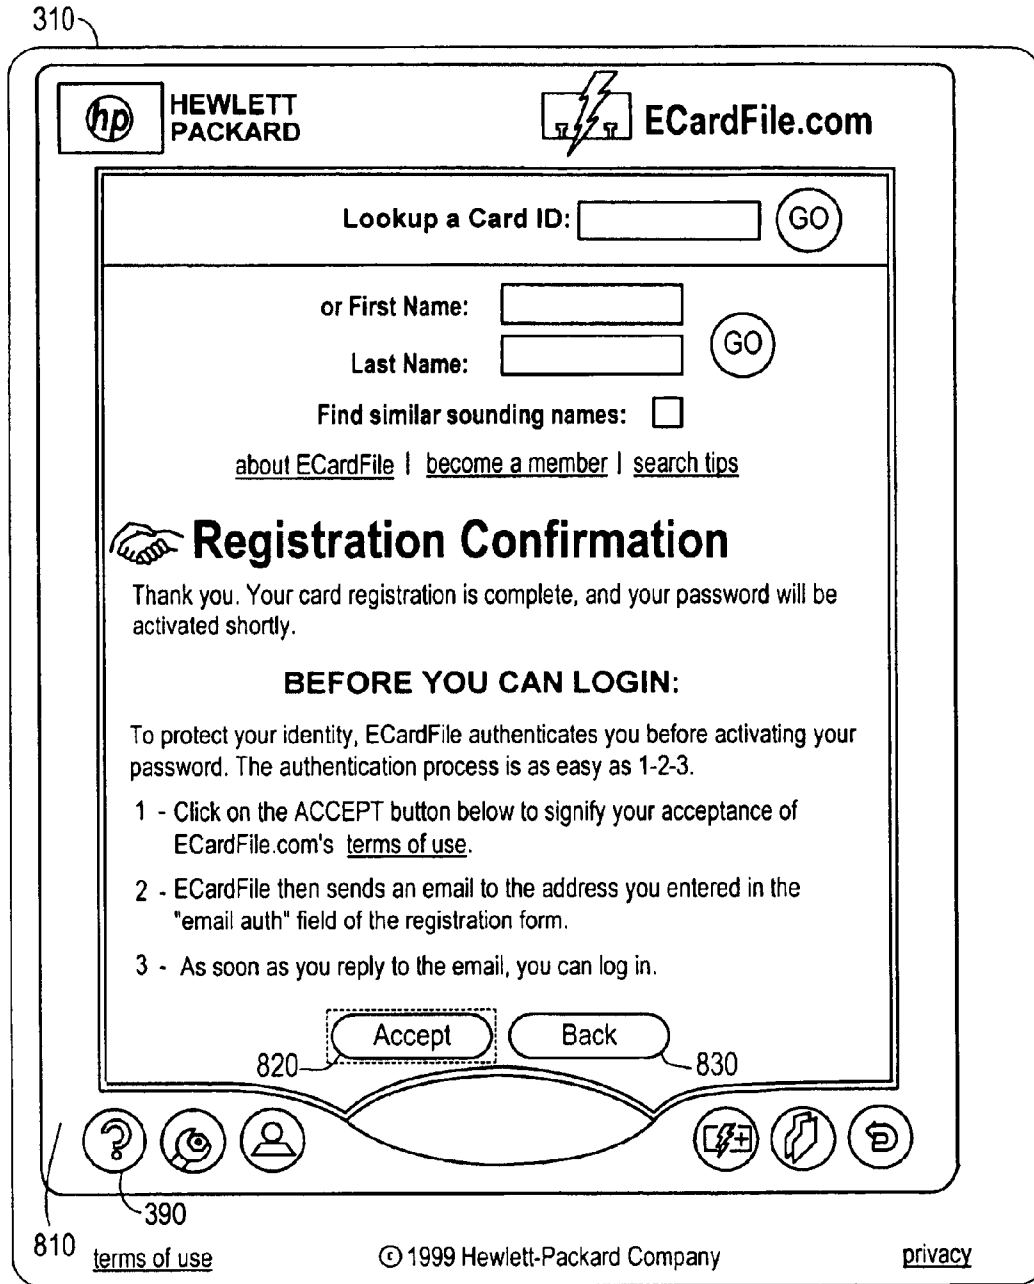 310
hp HEWLETT
PACKARD
ECardFile.com
Lookup a Card ID: GO
or First Name:
Last Name:
GO
Find similar sounding names:
about ECardFile | become a member | search tips
Registration Confirmation
Thank you. Your card registration is complete, and your password will be
activated shortly.
BEFORE YOU CAN LOGIN:
To protect your identity, ECardFile authenticates you before activating your
password. The authentication process is as easy as 1-2-3.
1 - Click on the ACCEPT button below to signify your acceptance of
ECardFile.com's terms of use.
2 - ECardFile then sends an email to the address you entered in the
"email auth" field of the registration form.
3 - As soon as you reply to the email, you can log in.
Accept Back
820 830
?
390
810
terms of use © 1999 Hewlett-Packard Company privacy